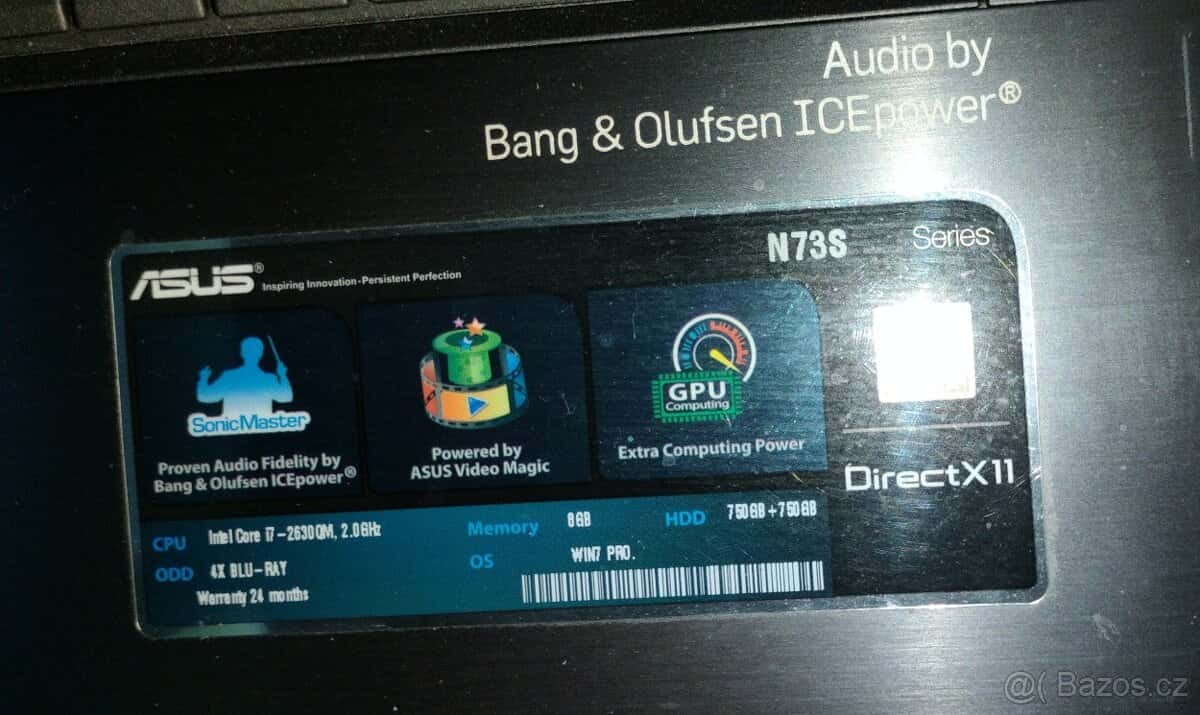 Audio by
Bang & Olufsen ICEpower®
N73S Series
ASUS® Inspiring Innovation-Persistent Perfection
SonicMaster
Proven Audio Fidelity by
Bang & Olufsen ICEpower®
Powered by
ASUS Video Magic
GPU
Computing
Extra Computing Power
DirectX11
CPU Intel Core i7-2630QM, 2.0GHz
Memory 8GB
HDD 750GB+750GB
ODD 4X BLU-RAY
OS WIN7 PRO.
Warranty 24 months
@( Bazos.cz